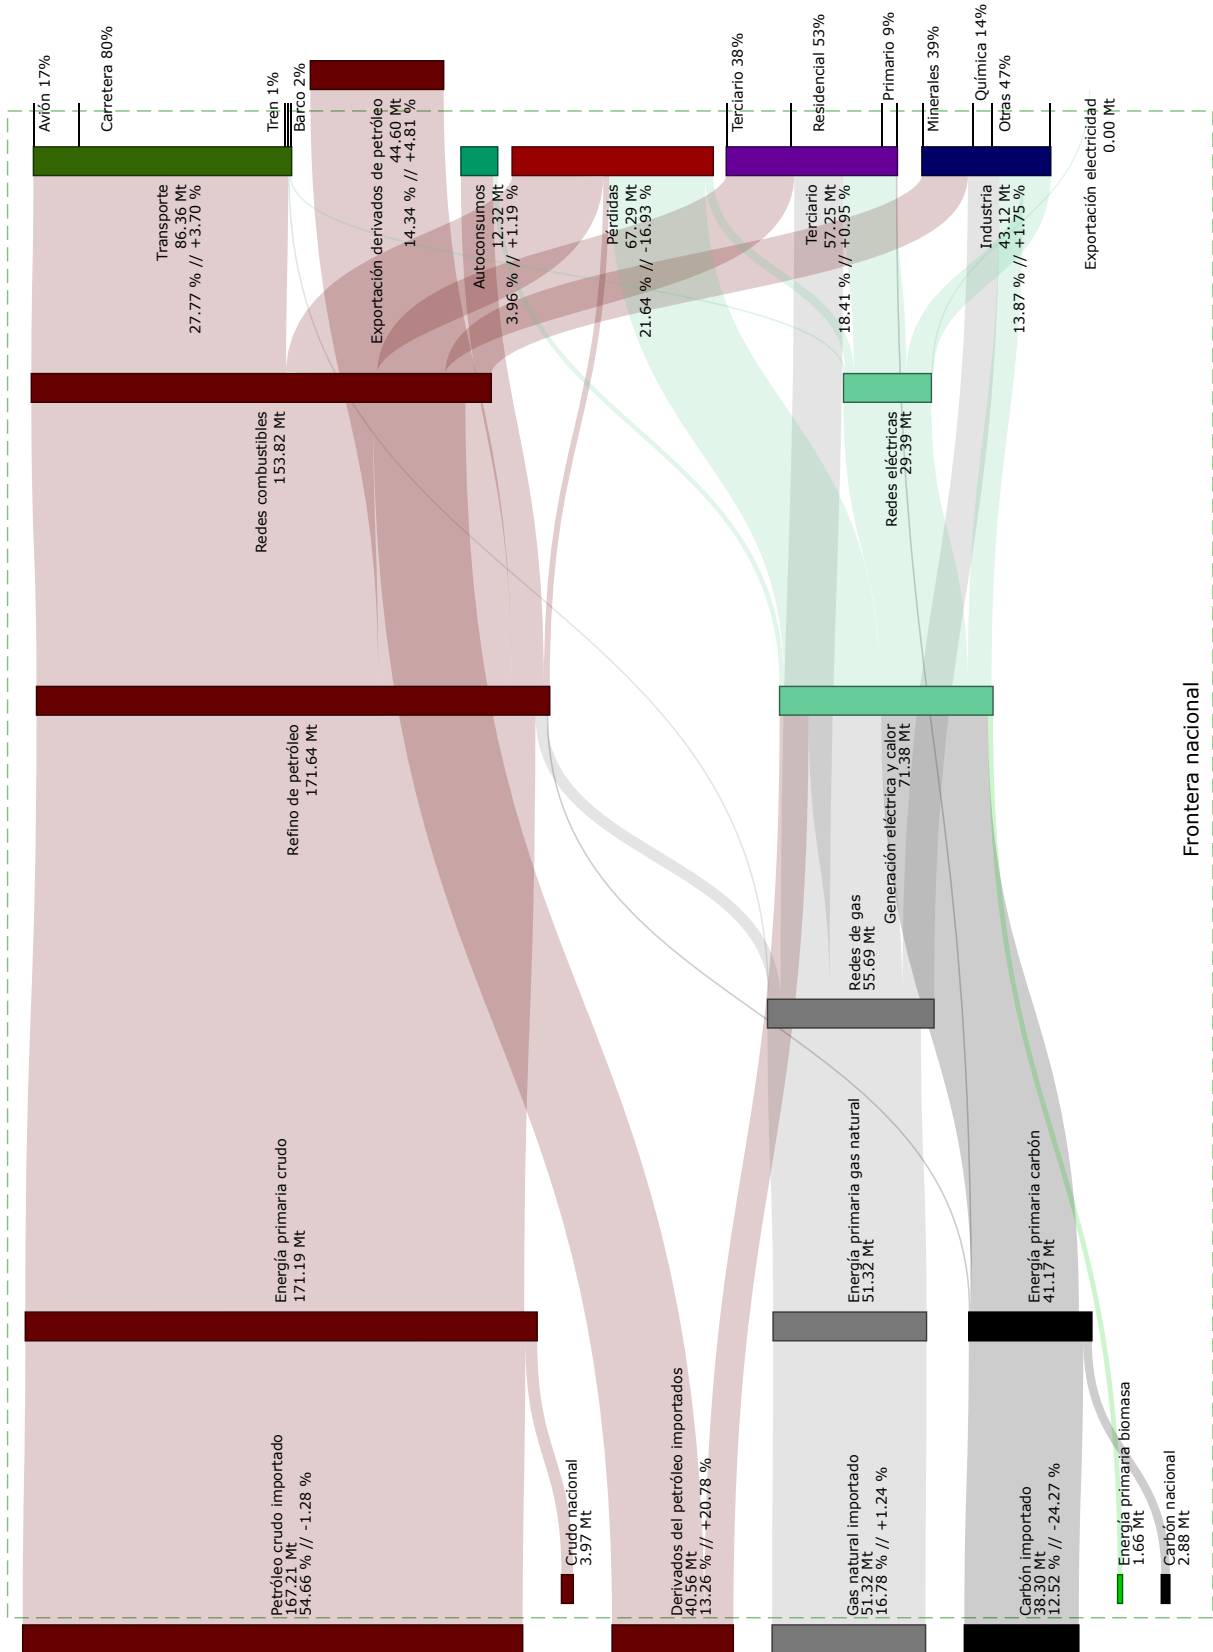 Petróleo crudo importado
167.21 Mt
54.66 % // -1.28 %
Crudo nacional
3.97 Mt
Derivados del petróleo importados
40.56 Mt
13.26 % // +20.78 %
Gas natural importado
51.32 Mt
16.78 % // +1.24 %
Carbón importado
38.30 Mt
12.52 % // -24.27 %
Energía primaria biomasa
1.66 Mt
Carbón nacional
2.88 Mt
Energía primaria crudo
171.19 Mt
Energía primaria gas natural
51.32 Mt
Energía primaria carbón
41.17 Mt
Redes de gas
55.69 Mt
Refino de petróleo
171.64 Mt
Generación eléctrica y calor
71.38 Mt
Redes combustibles
153.82 Mt
Redes eléctricas
29.39 Mt
Transporte
86.36 Mt
27.77 % // +3.70 %
Exportación derivados de petróleo
44.60 Mt
14.34 % // +4.81 %
Autoconsumos
12.32 Mt
3.96 % // +1.19 %
Pérdidas
67.29 Mt
21.64 % // -16.93 %
Terciario
57.25 Mt
18.41 % // +0.95 %
Industria
43.12 Mt
13.87 % // +1.75 %
Exportación electricidad
0.00 Mt
Avión 17%
Carretera 80%
Tren 1%
Barco 2%
Terciario 38%
Residencial 53%
Primario 9%
Minerales 39%
Química 14%
Otras 47%
Frontera nacional